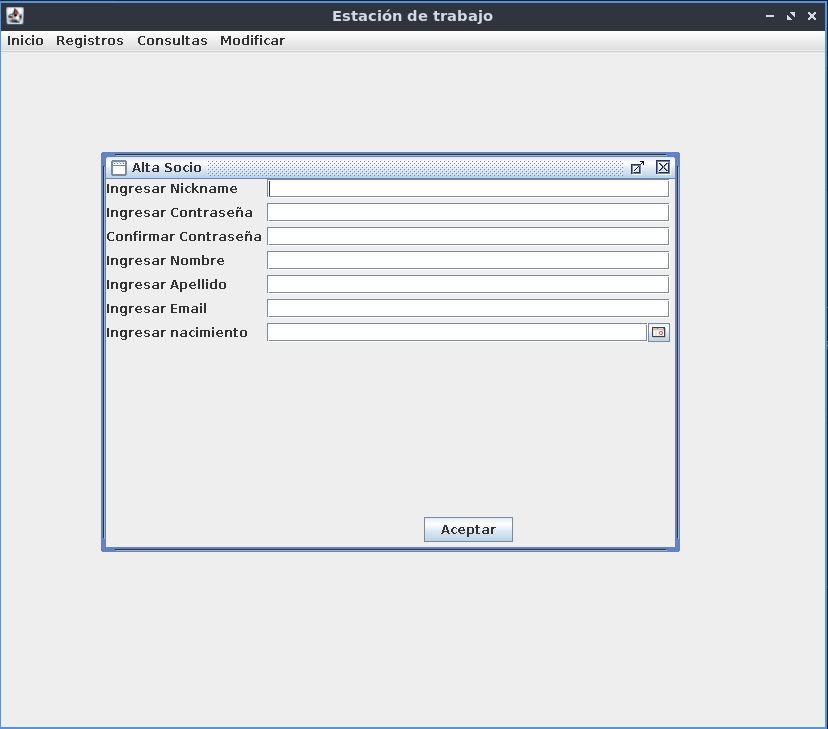 Estación de trabajo
Inicio Registros Consultas Modificar
Alta Socio
Ingresar Nickname
Ingresar Contraseña
Confirmar Contraseña
Ingresar Nombre
Ingresar Apellido
Ingresar Email
Ingresar nacimiento
Aceptar